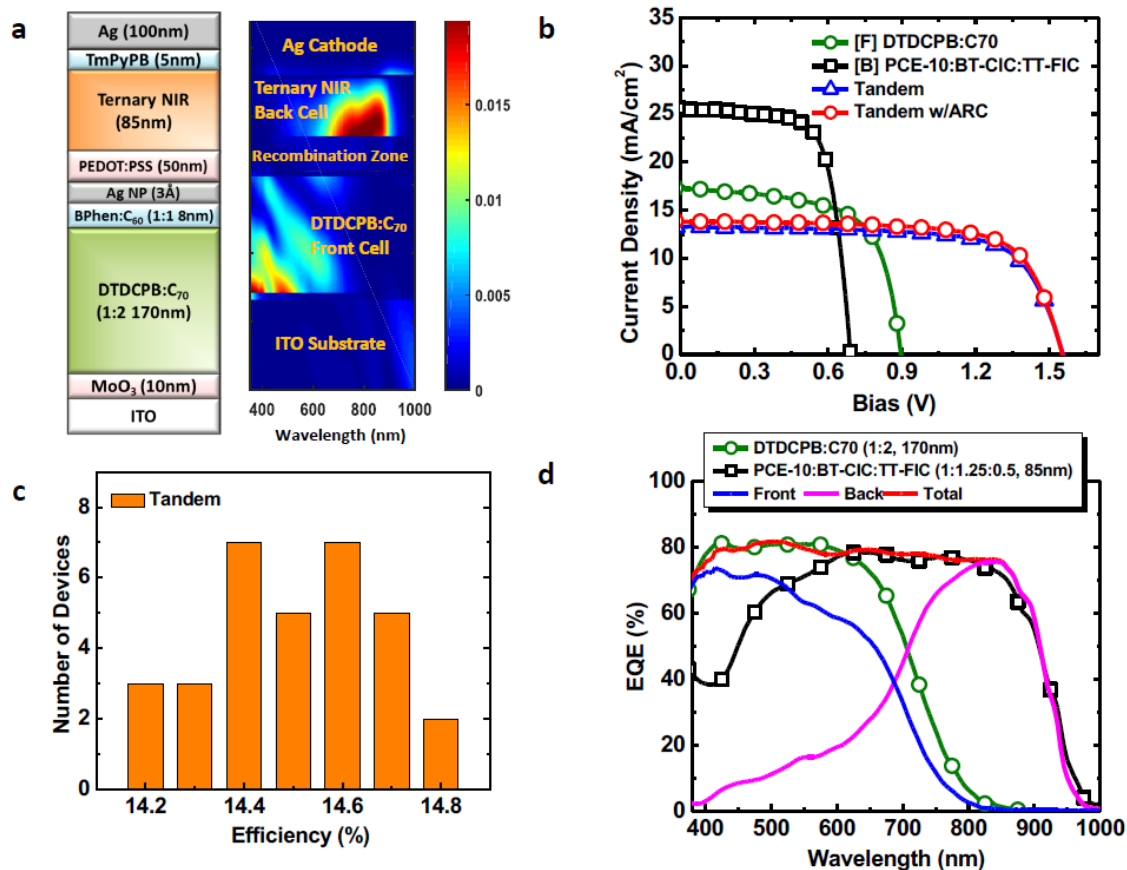 a
Ag (100nm)
TmPyPB (5nm)
Ternary NIR
(85nm)
PEDOT:PSS (50nm)
Ag NP (3Å)
BPhen:C₆₀ (1:1 8nm)
DTDCPB:C₇₀
(1:2 170nm)
MoO₃ (10nm)
ITO
Ag Cathode
Ternary NIR
Back Cell
Recombination Zone
DTDCPB:C₇₀
Front Cell
ITO Substrate
400 600 800 1000
Wavelength (nm)
0.015
0.01
0.005
0
b
[F] DTDCPB:C70
[B] PCE-10:BT-CIC:TT-FIC
Tandem
Tandem w/ARC
35
30
25
20
15
10
5
0
0.0 0.3 0.6 0.9 1.2 1.5
Current Density (mA/cm²)
Bias (V)
c
Tandem
8
6
4
2
0
14.2 14.4 14.6 14.8
Number of Devices
Efficiency (%)
d
DTDCPB:C70 (1:2, 170nm)
PCE-10:BT-CIC:TT-FIC (1:1.25:0.5, 85nm)
Front Back Total
100
80
60
40
20
0
400 500 600 700 800 900 1000
EQE (%)
Wavelength (nm)